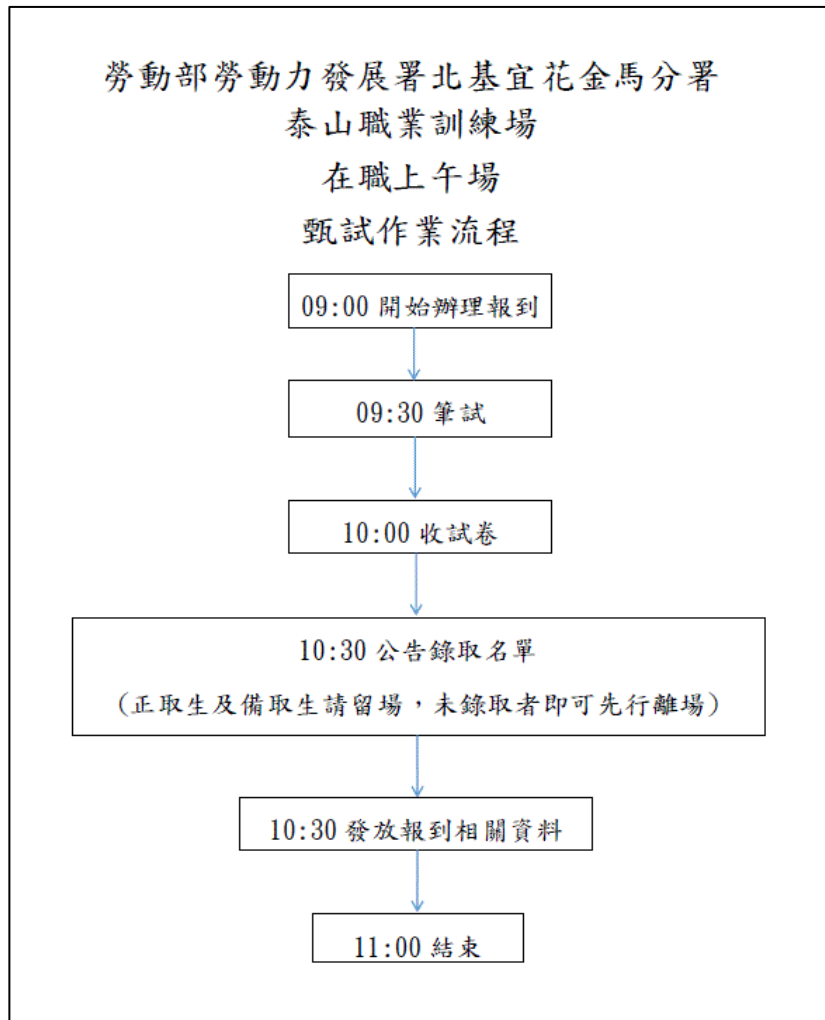 勞動部勞動力發展署北基宜花金馬分署
泰山職業訓練場
在職上午場
甄試作業流程
09:00 開始辦理報到
09:30 筆試
10:00 收試卷
10:30 公告錄取名單
(正取生及備取生請留場，未錄取者即可先行離場)
10:30 發放報到相關資料
11:00 結束